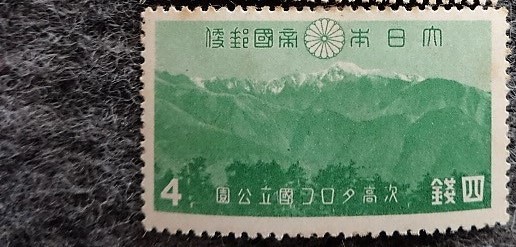 大日本帝國郵便
次高タロコ國立公園
四錢
4